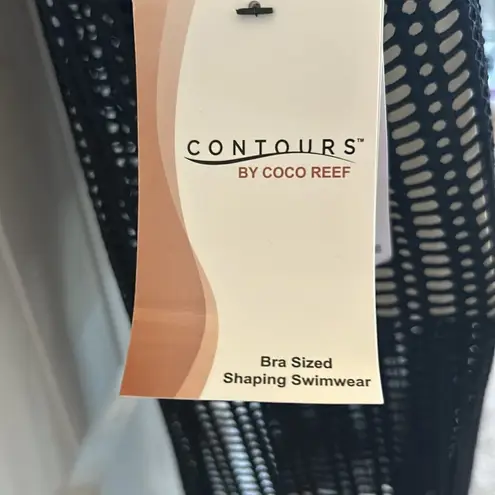 CONTOURS™
BY COCO REEF
Bra Sized
Shaping Swimwear